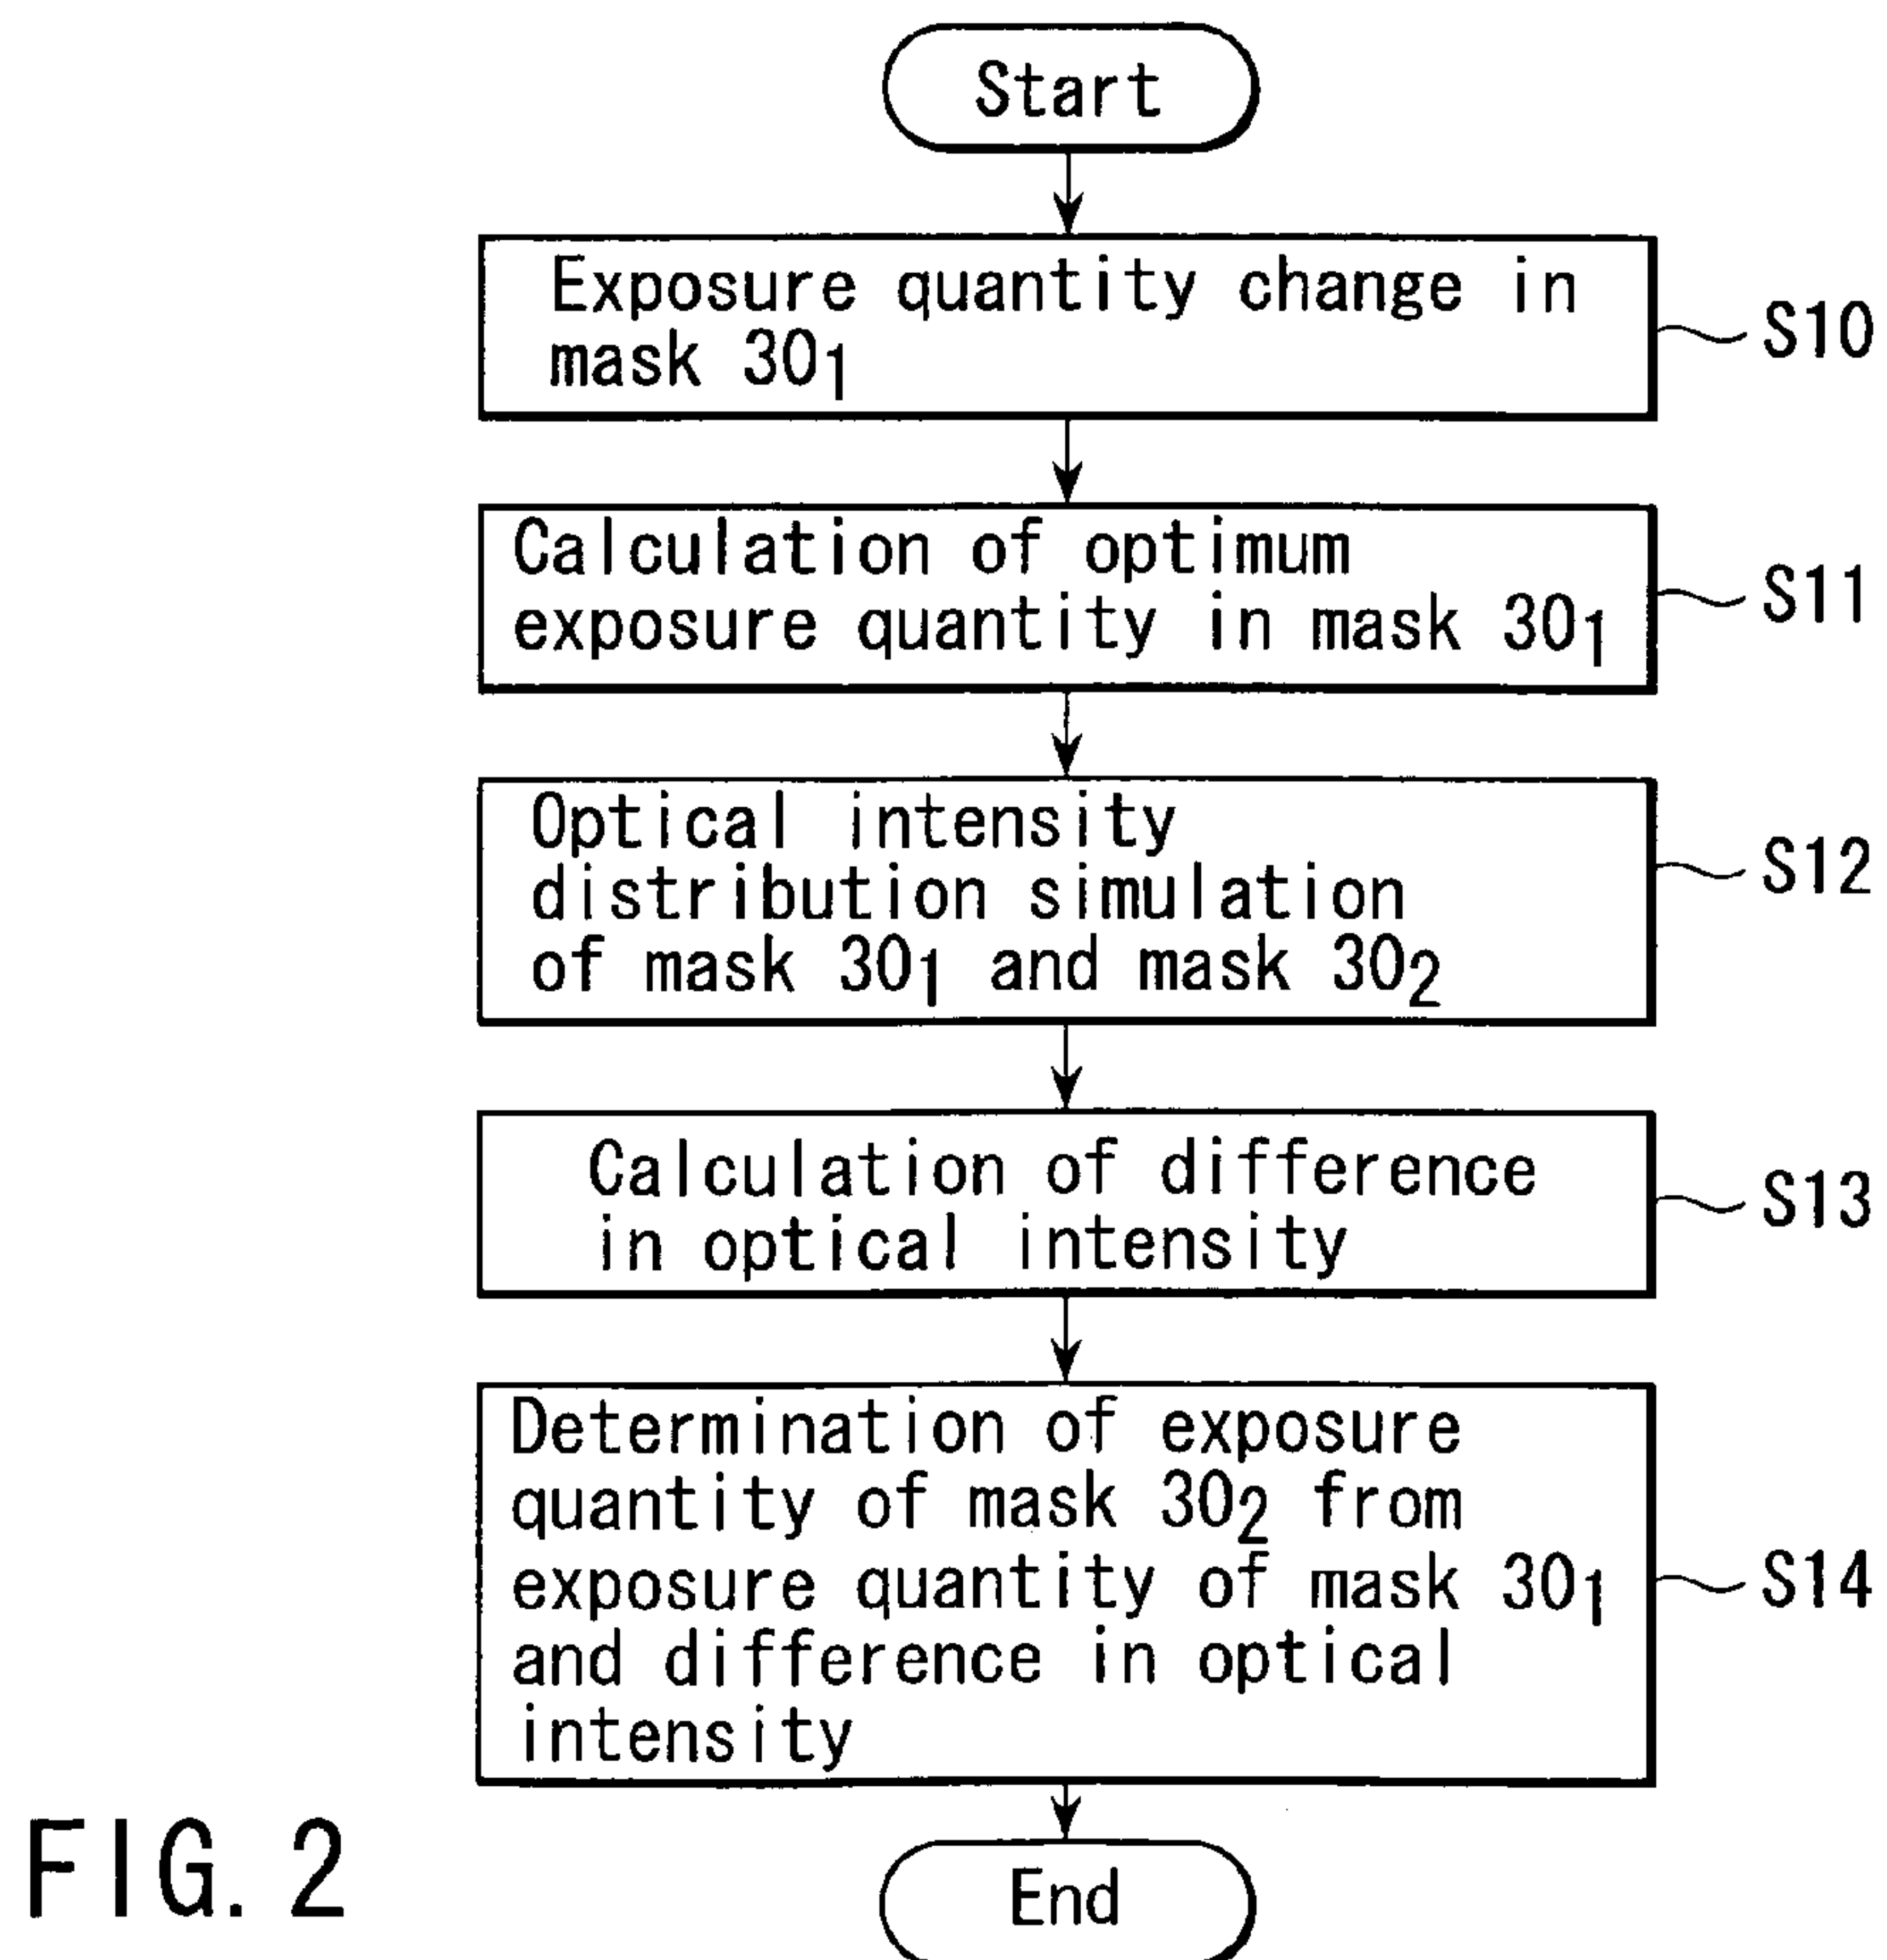 Start
Exposure quantity change in
mask 30₁
S10
Calculation of optimum
exposure quantity in mask 30₁
S11
Optical intensity
distribution simulation
of mask 30₁ and mask 30₂
S12
Calculation of difference
in optical intensity
S13
Determination of exposure
quantity of mask 30₂ from
exposure quantity of mask 30₁
and difference in optical
intensity
S14
End
FIG. 2